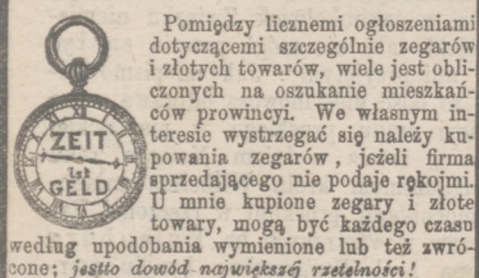 ZEIT
ist
GELD
Pomiędzy licznemi ogłoszeniami
dotyczącemi szczególnie zegarów
i złotych towarów, wiele jest obli-
czonych na oszukanie mieszkań-
ców prowincyi. We własnym in-
teresie wystrzegać się należy ku-
powania zegarów, jeżeli firma
sprzedającego nie podaje rękojmi.
U mnie kupione zegary i złote
towary, mogą być każdego czasu
według upodobania wymienione lub też zwró-
cone; jestto dowód największéj rzetelności!